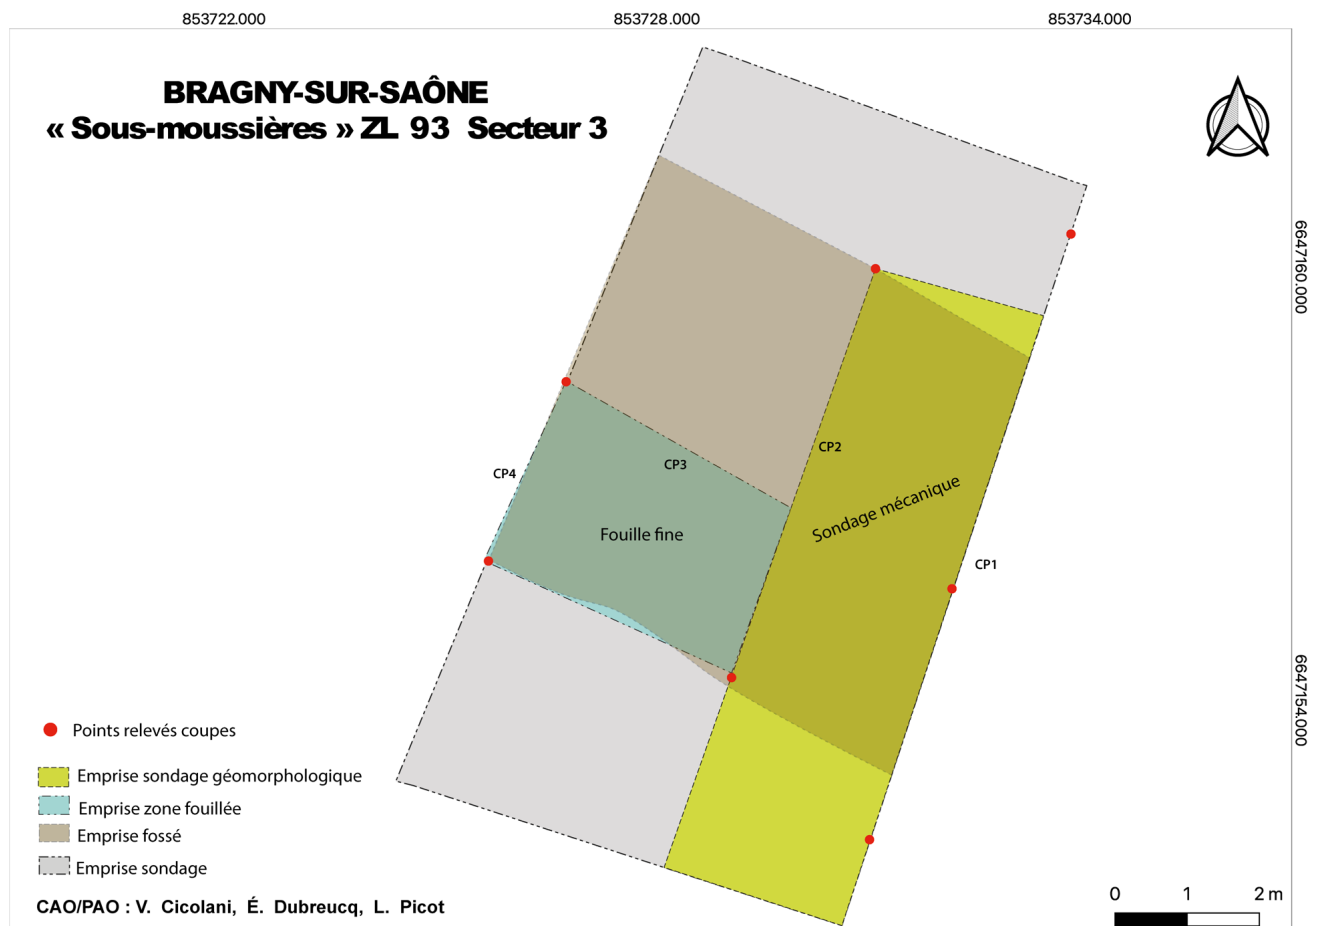 853722.000
853728.000
853734.000
BRAGNY-SUR-SAÔNE
« Sous-moussières » ZL 93 Secteur 3
6647160.000
CP2
CP3
CP4
Sondage mécanique
Fouille fine
CP1
6647154.000
Points relevés coupes
Emprise sondage géomorphologique
Emprise zone fouillée
Emprise fossé
Emprise sondage
CAO/PAO : V. Cicolani, É. Dubreucq, L. Picot
0 1 2 m